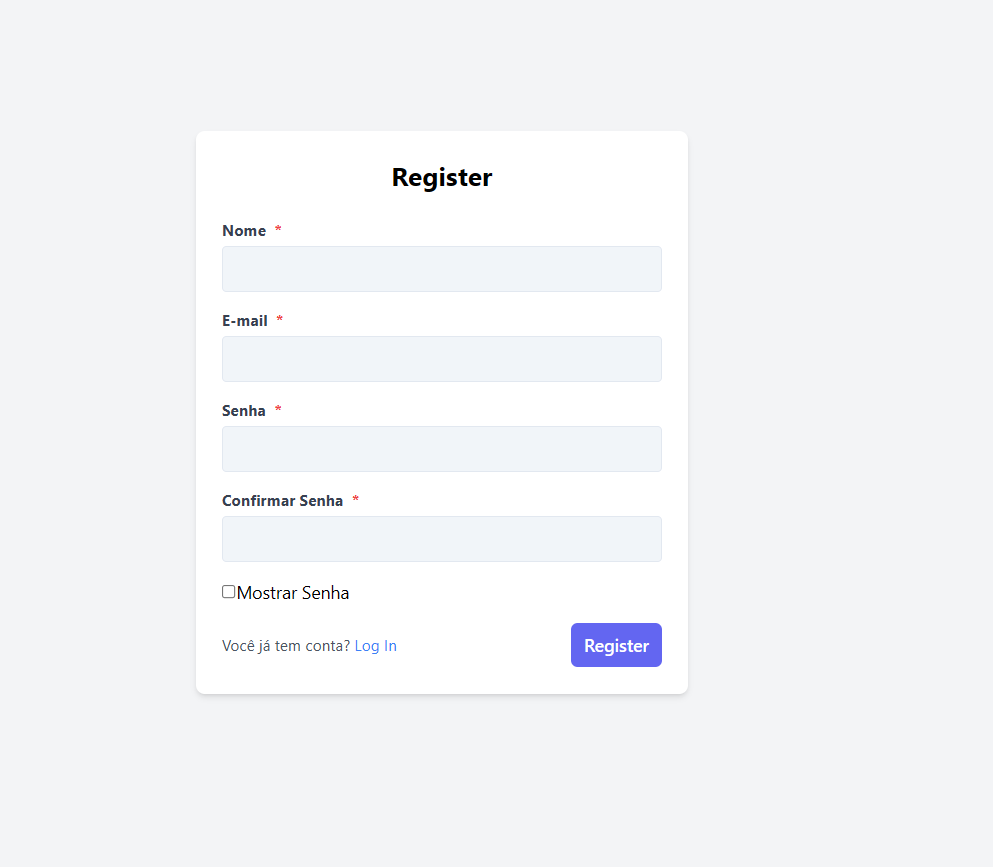 Register
Nome *
E-mail *
Senha *
Confirmar Senha *
Mostrar Senha
Você já tem conta? Log In
Register